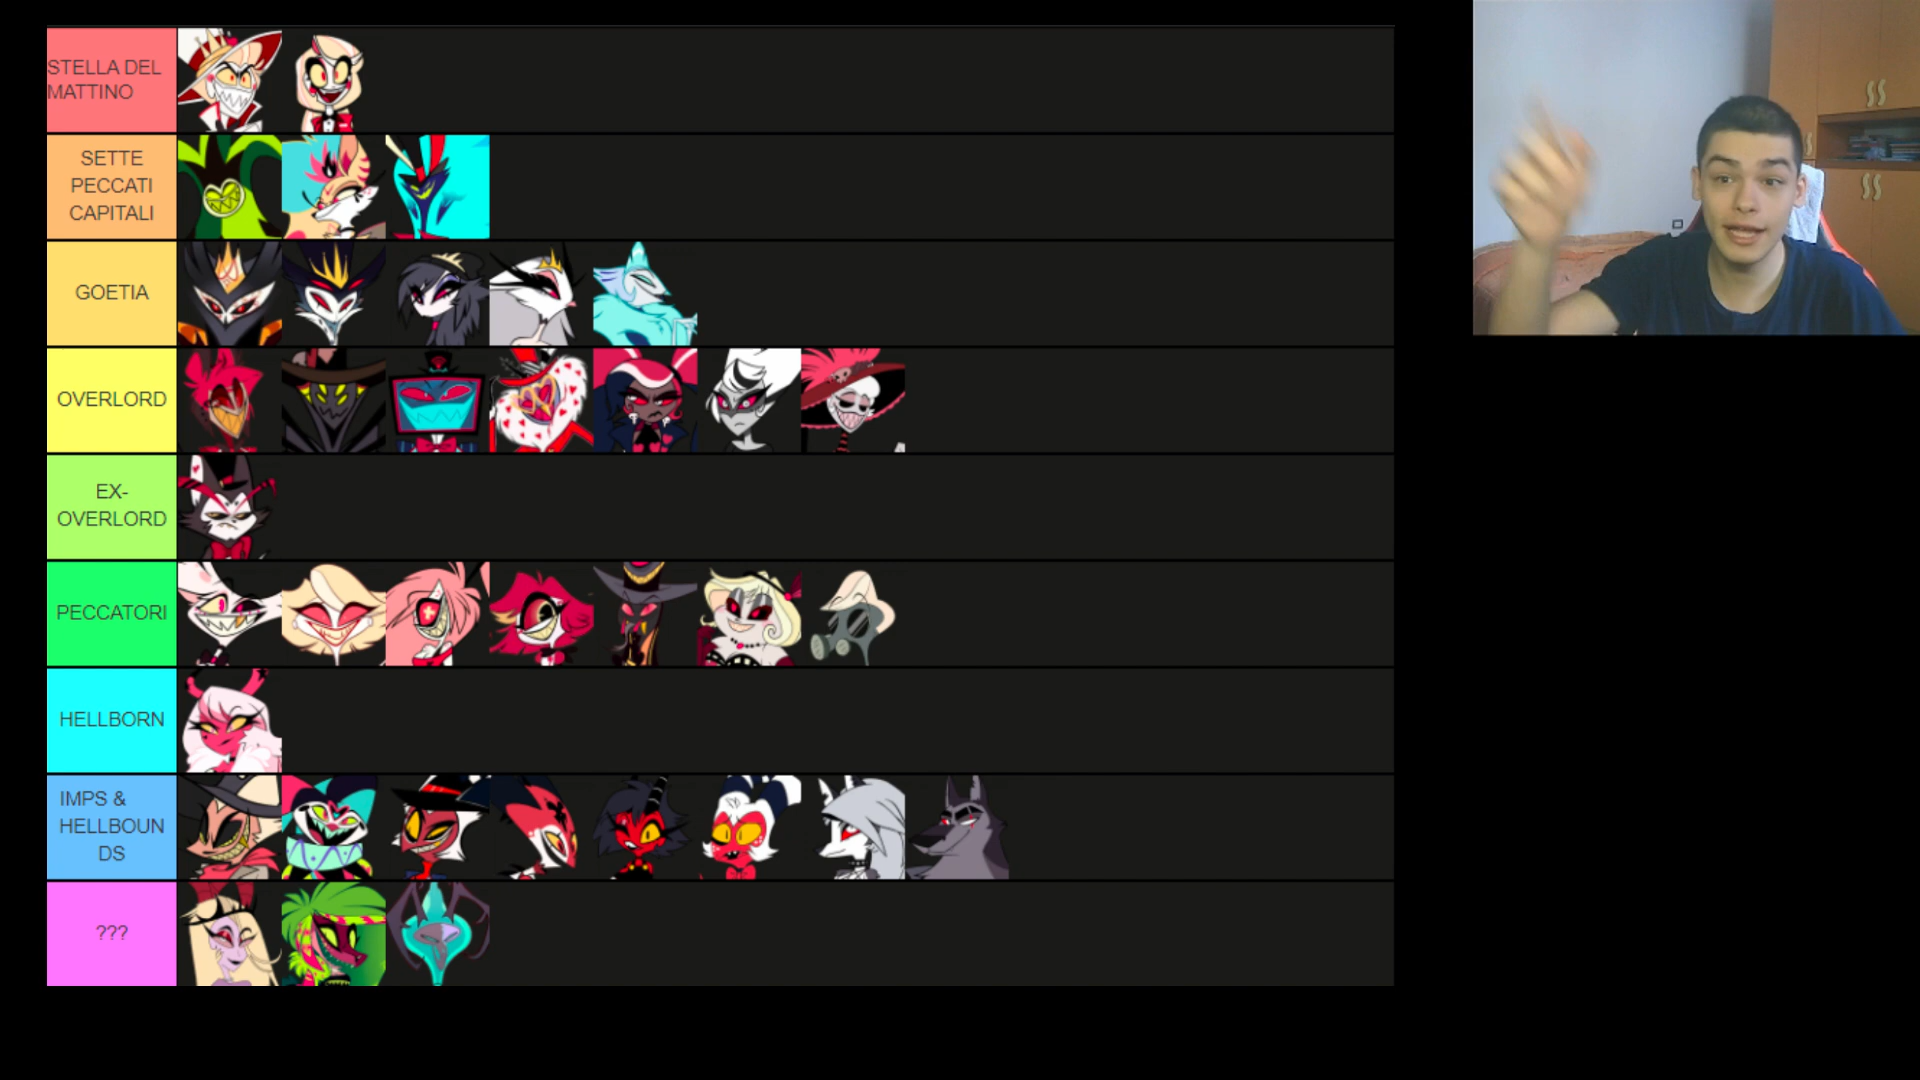 STELLA DEL
MATTINO
SETTE
PECCATI
CAPITALI
GOETIA
OVERLORD
EX-
OVERLORD
PECCATORI
HELLBORN
IMPS &
HELLBOUN
DS
???